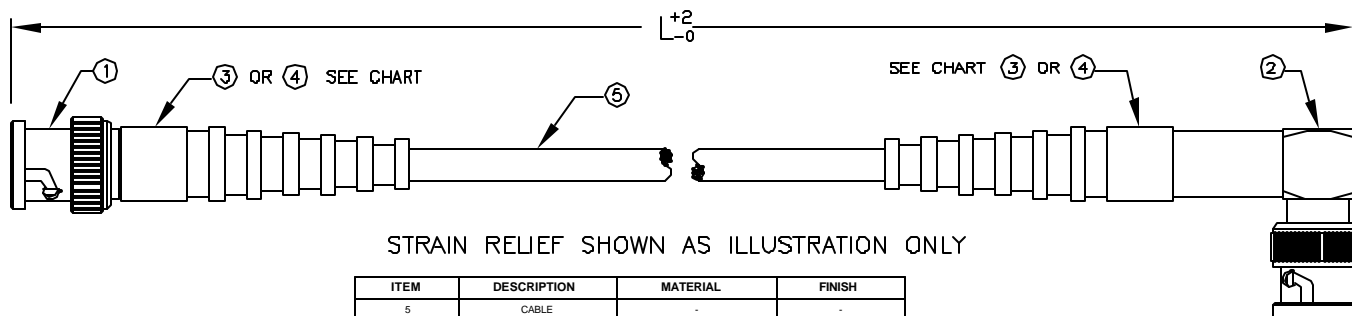 L +2 -0
1
3 OR 4 SEE CHART
5
SEE CHART 3 OR 4
2
STRAIN RELIEF SHOWN AS ILLUSTRATION ONLY
ITEM DESCRIPTION MATERIAL FINISH
5 CABLE - -